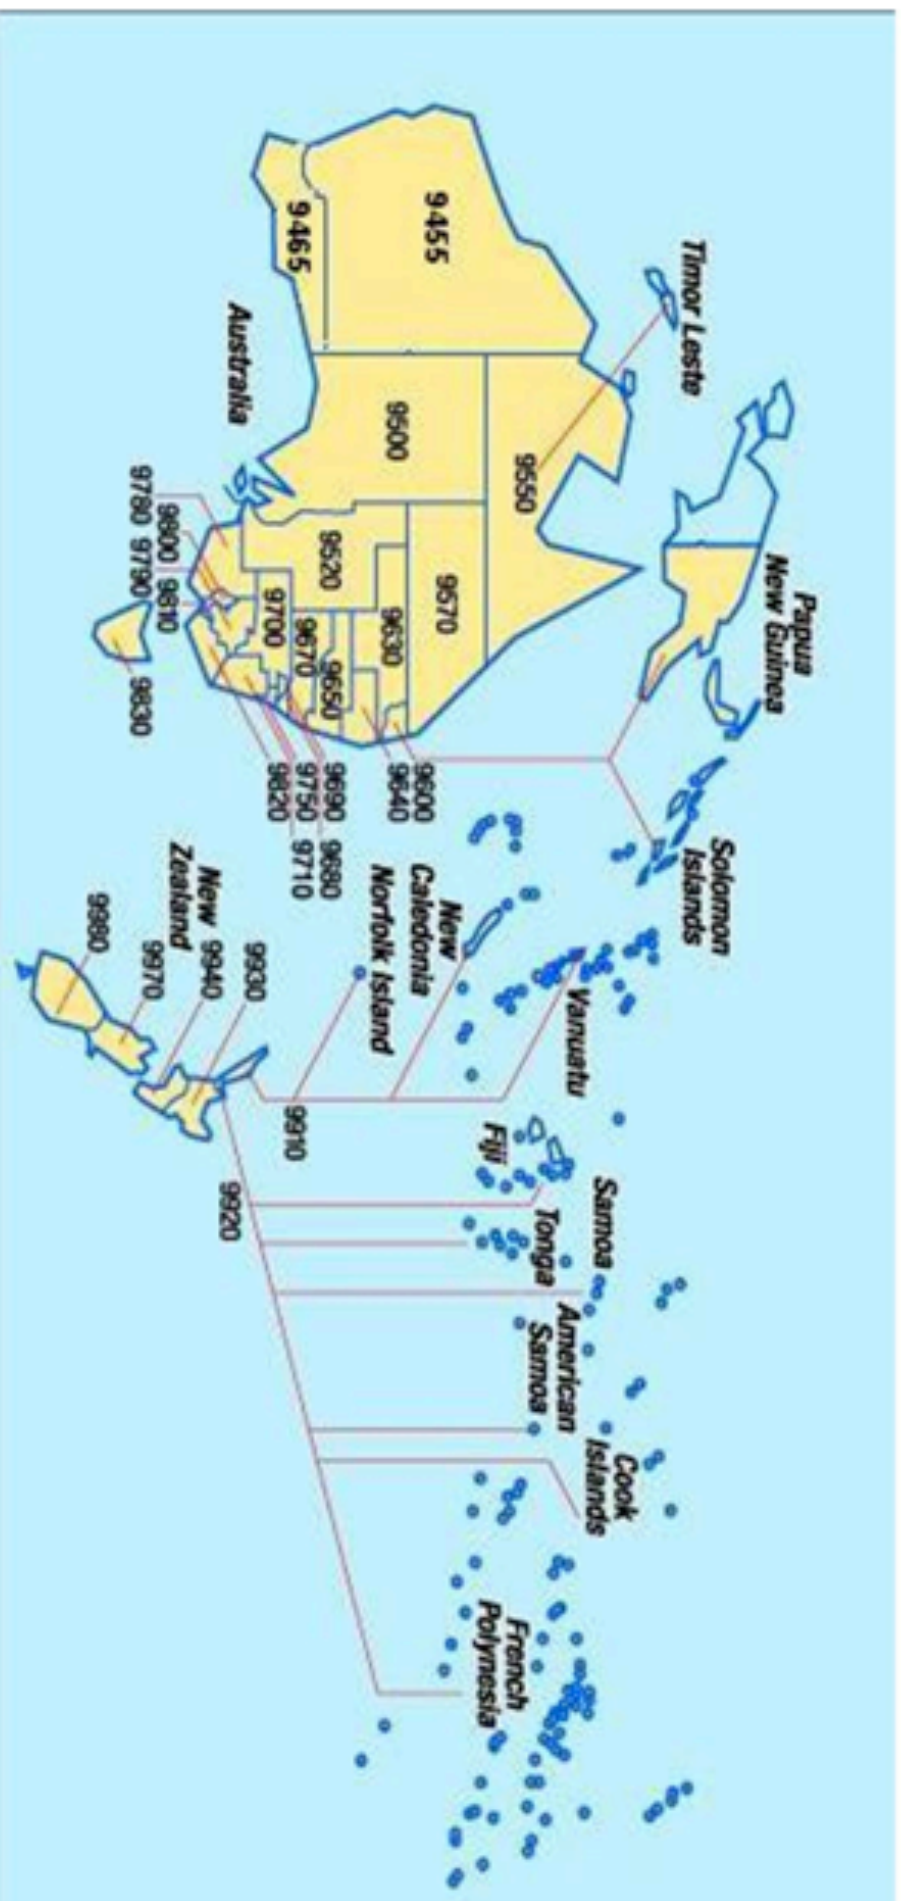 Timor Leste
Papua
New Guinea
Solomon
Islands
Vanuatu
Samoa
American
Samoa
Cook
Islands
Fiji
Tonga
French
Polynesia
New
Caledonia
Norfolk Island
Australia
New
Zealand
9455
9465
9500
9550
9570
9520
9630
9650
9670
9700
9600
9640
9690
9680
9750
9710
9820
9780
9800
9790
9810
9830
9910
9920
9930
9940
9970
9980